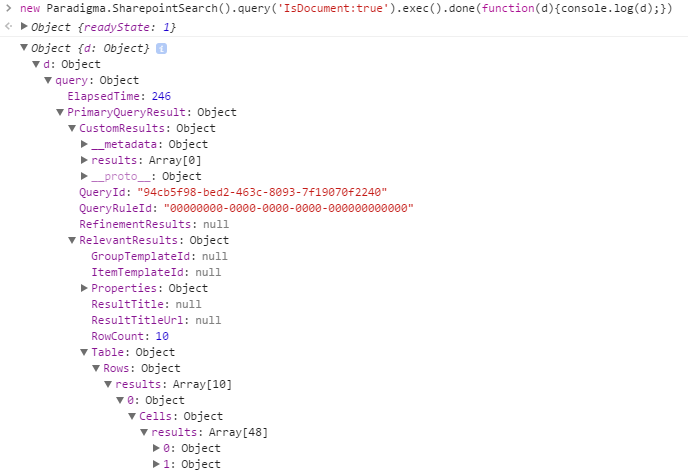 new Paradigma.SharepointSearch().query('IsDocument:true').exec().done(function(d){console.log(d);})
Object {readyState: 1}
Object {d: Object}
d: Object
query: Object
ElapsedTime: 246
PrimaryQueryResult: Object
CustomResults: Object
__metadata: Object
results: Array[0]
__proto__: Object
QueryId: "94cb5f98-bed2-463c-8093-7f19070f2240"
QueryRuleId: "00000000-0000-0000-0000-000000000000"
RefinementResults: null
RelevantResults: Object
GroupTemplateId: null
ItemTemplateId: null
Properties: Object
ResultTitle: null
ResultTitleUrl: null
RowCount: 10
Table: Object
Rows: Object
results: Array[10]
0: Object
Cells: Object
results: Array[48]
0: Object
1: Object